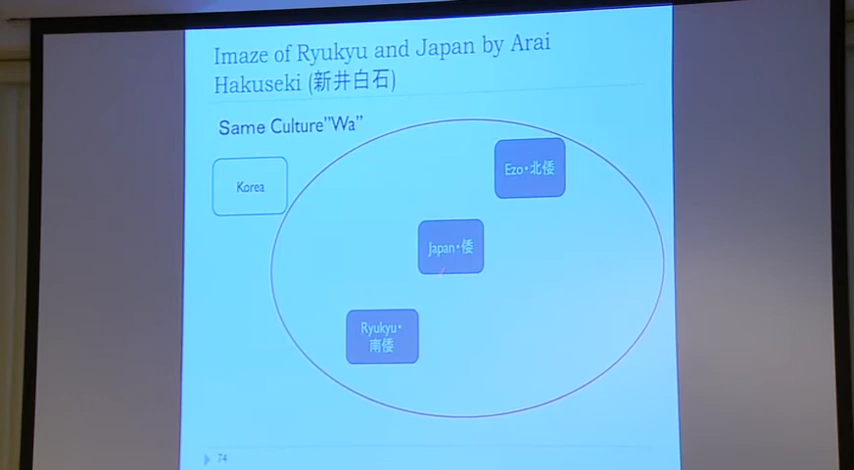 Imaze of Ryukyu and Japan by Arai
Hakuseki (新井白石)
Same Culture"Wa"
Korea
Ezo・北倭
Japan・倭
Ryukyu・
南倭
74